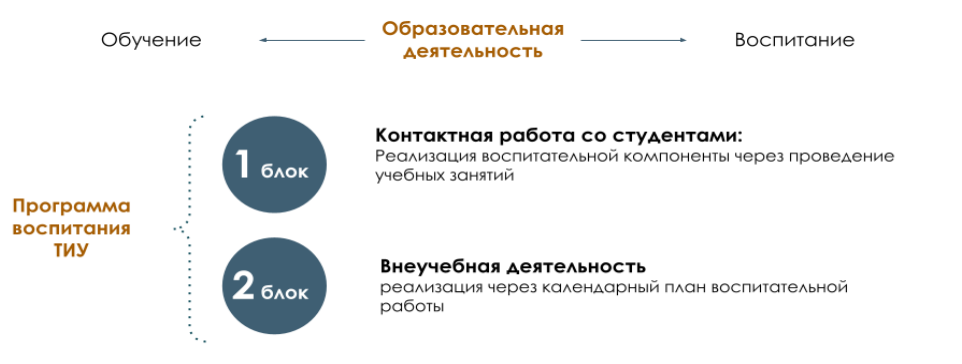 Обучение
Образовательная
деятельность
Воспитание
Программа
воспитания
ТИУ
1 блок
Контактная работа со студентами:
Реализация воспитательной компоненты через проведение
учебных занятий
2 блок
Внеучебная деятельность
реализация через календарный план воспитательной
работы